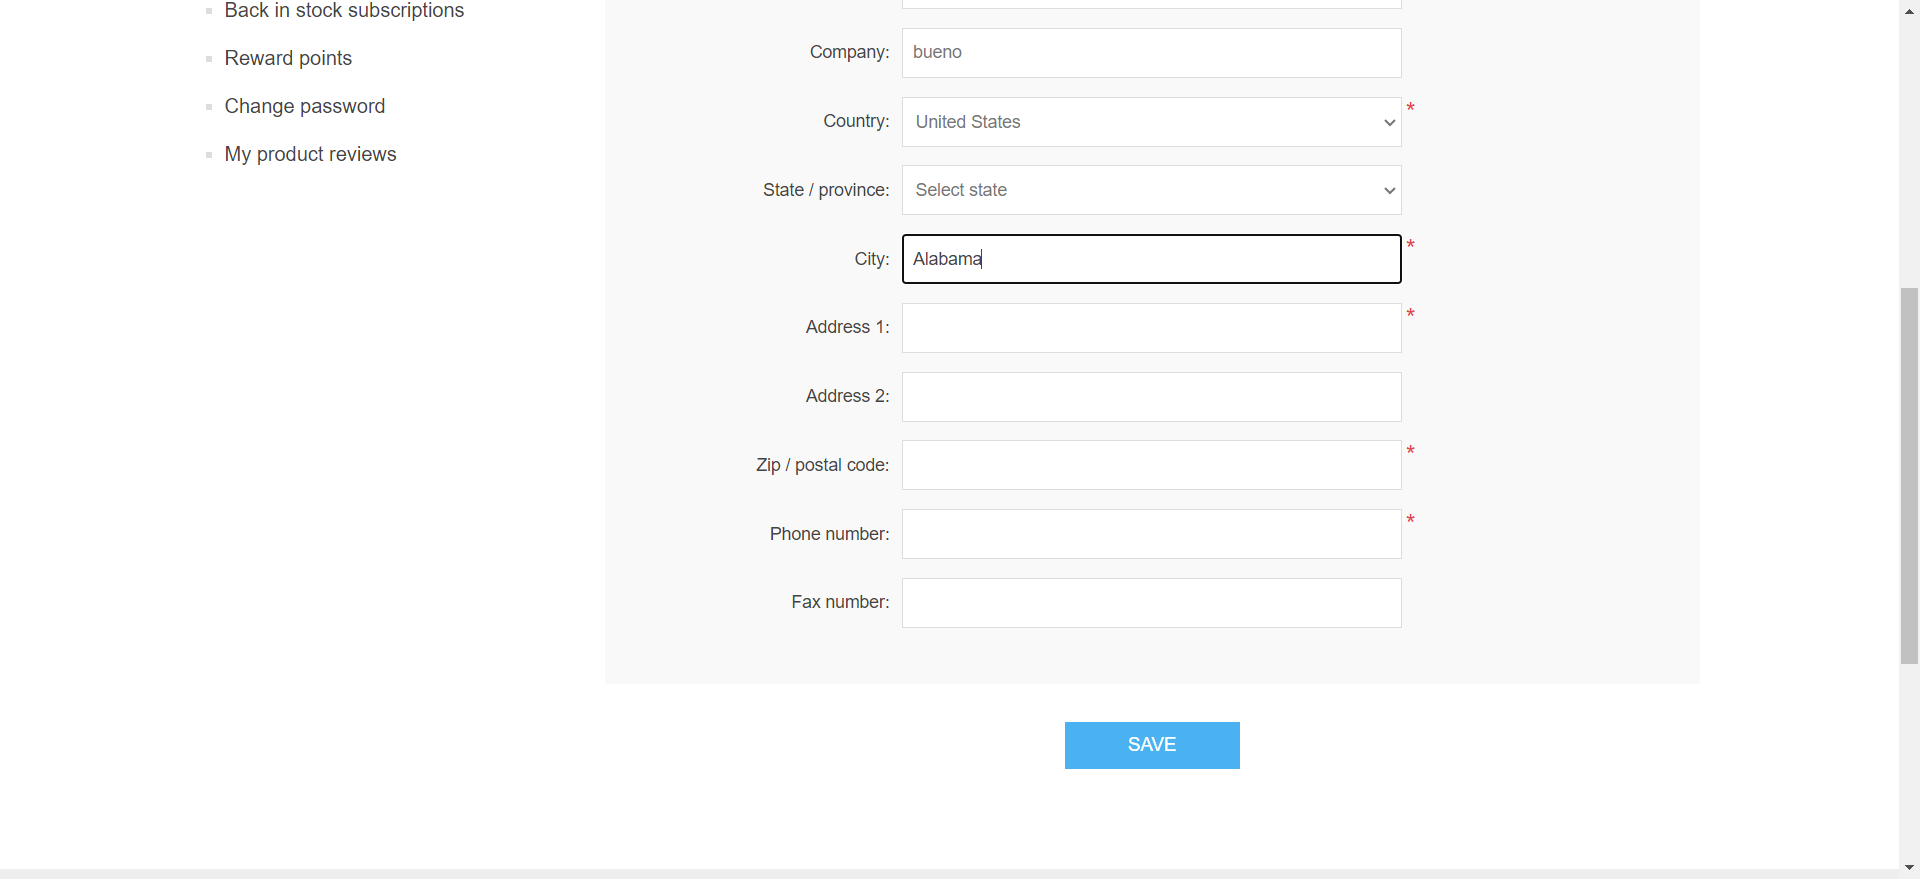 Back in stock subscriptions
Reward points
Change password
My product reviews
Company: bueno
Country: United States *
State / province: Select state
City: Alabama *
Address 1: *
Address 2:
Zip / postal code: *
Phone number: *
Fax number:
SAVE